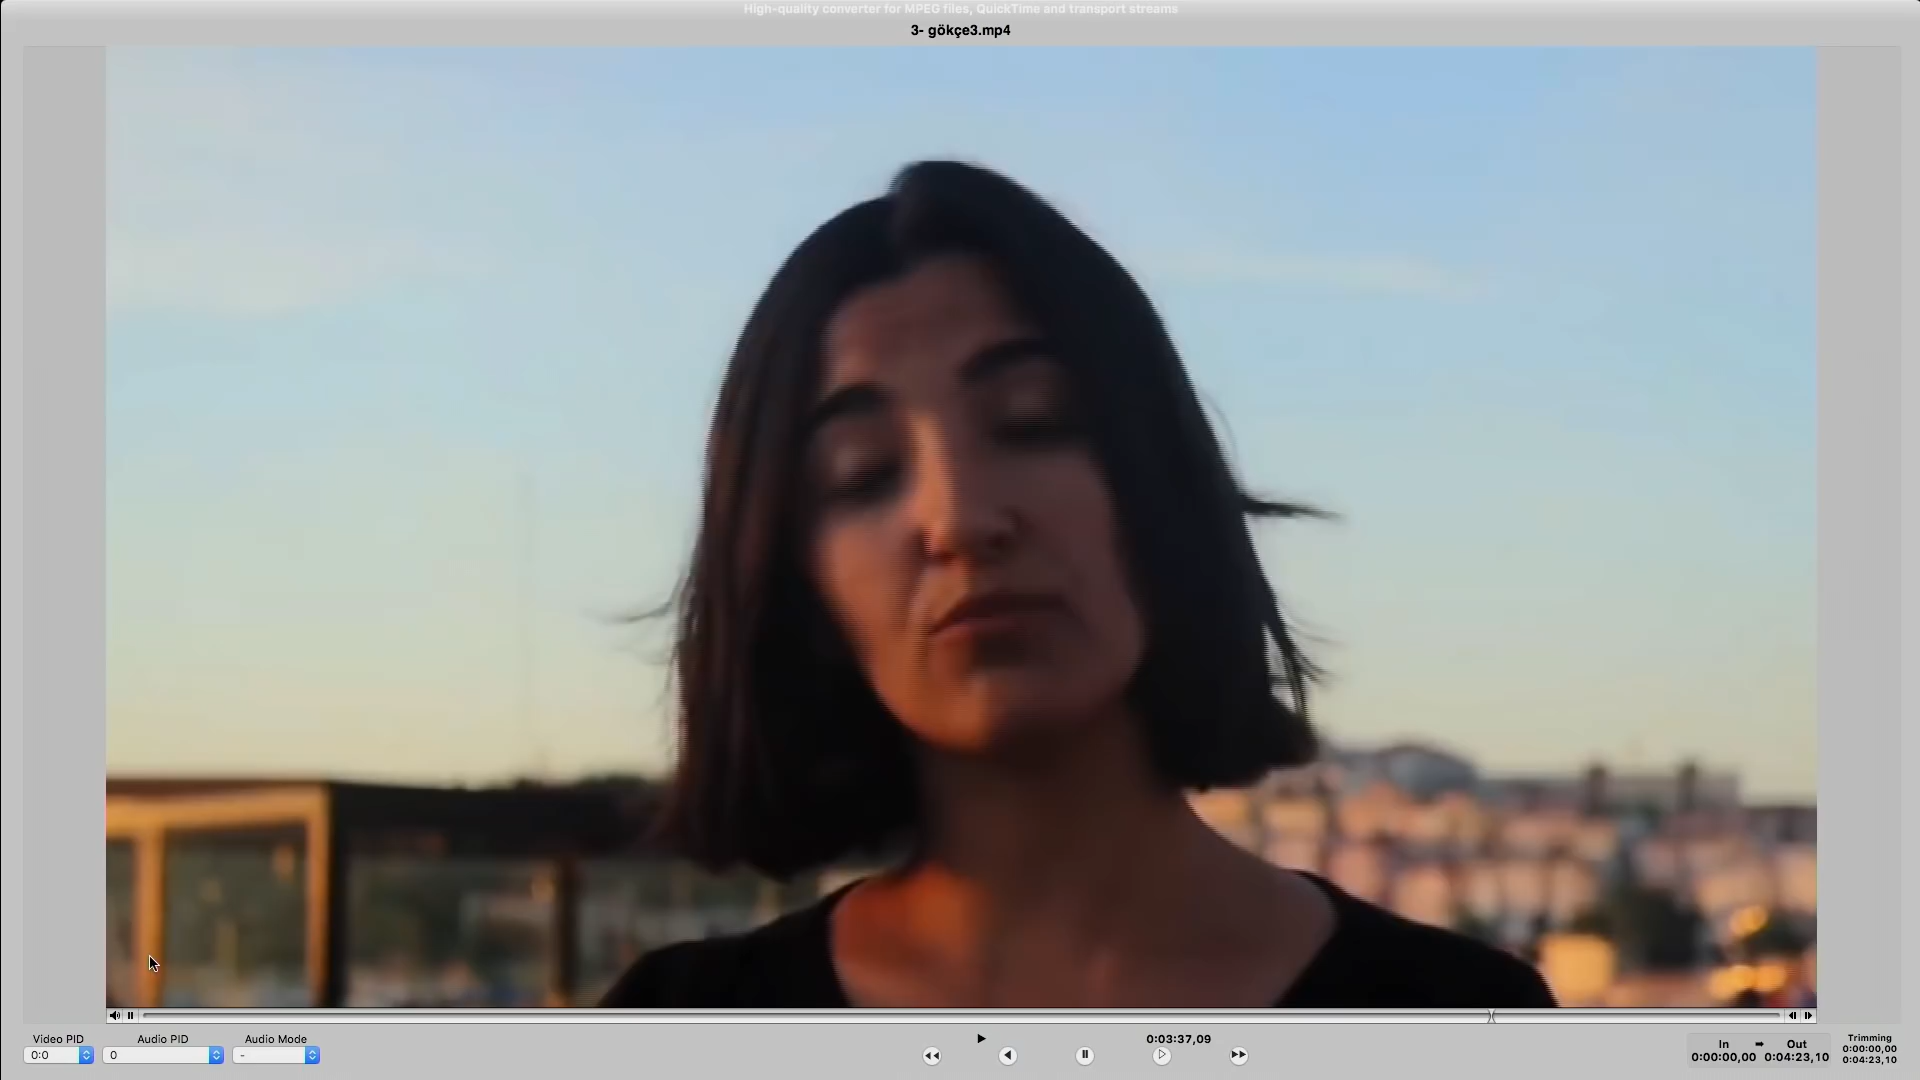 High-quality converter for MPEG files, QuickTime and transport streams
3- gökçe3.mp4
Video PID
Audio PID
Audio Mode
0:0
0
-
0:03:37,09
In
Out
0:00:00,00
0:04:23,10
Trimming
0:00:00,00
0:04:23,10